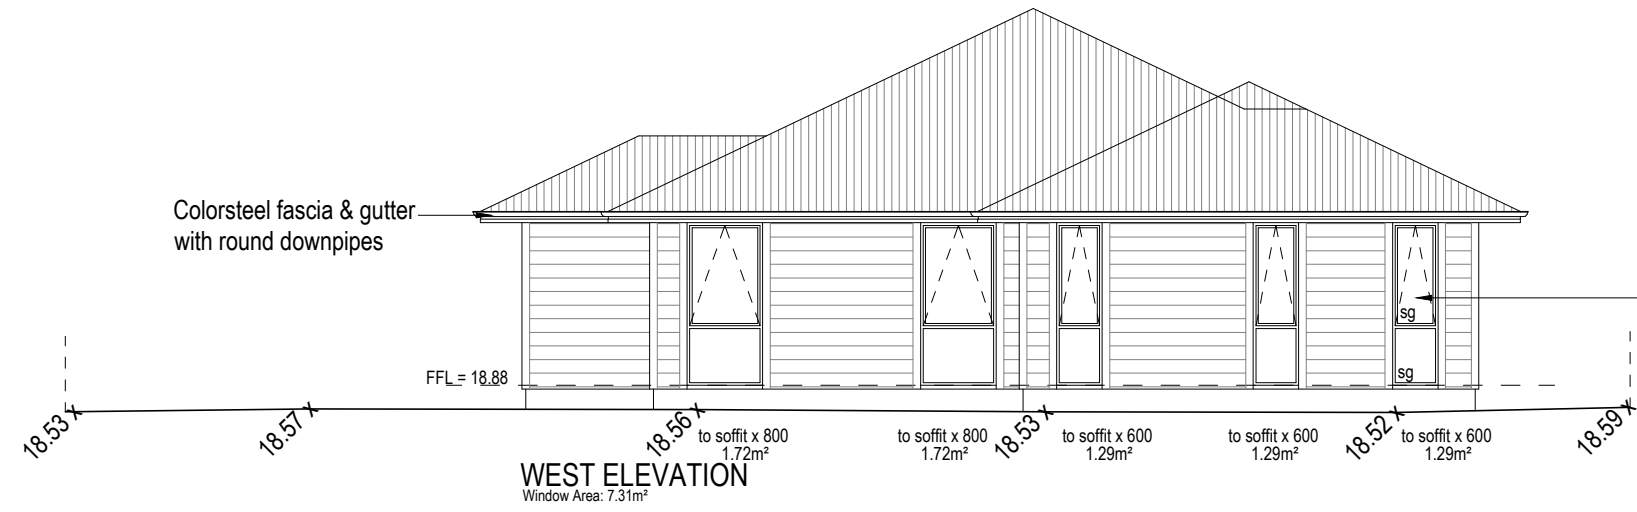 Colorsteel fascia & gutter
with round downpipes
sg
sg
FFL = 18.88
18.53 x
18.57 x
18.56 x
18.53 x
18.52 x
18.59 x
to soffit x 800
1.72m²
to soffit x 800
1.72m²
to soffit x 600
1.29m²
to soffit x 600
1.29m²
to soffit x 600
1.29m²
WEST ELEVATION
Window Area: 7.31m²